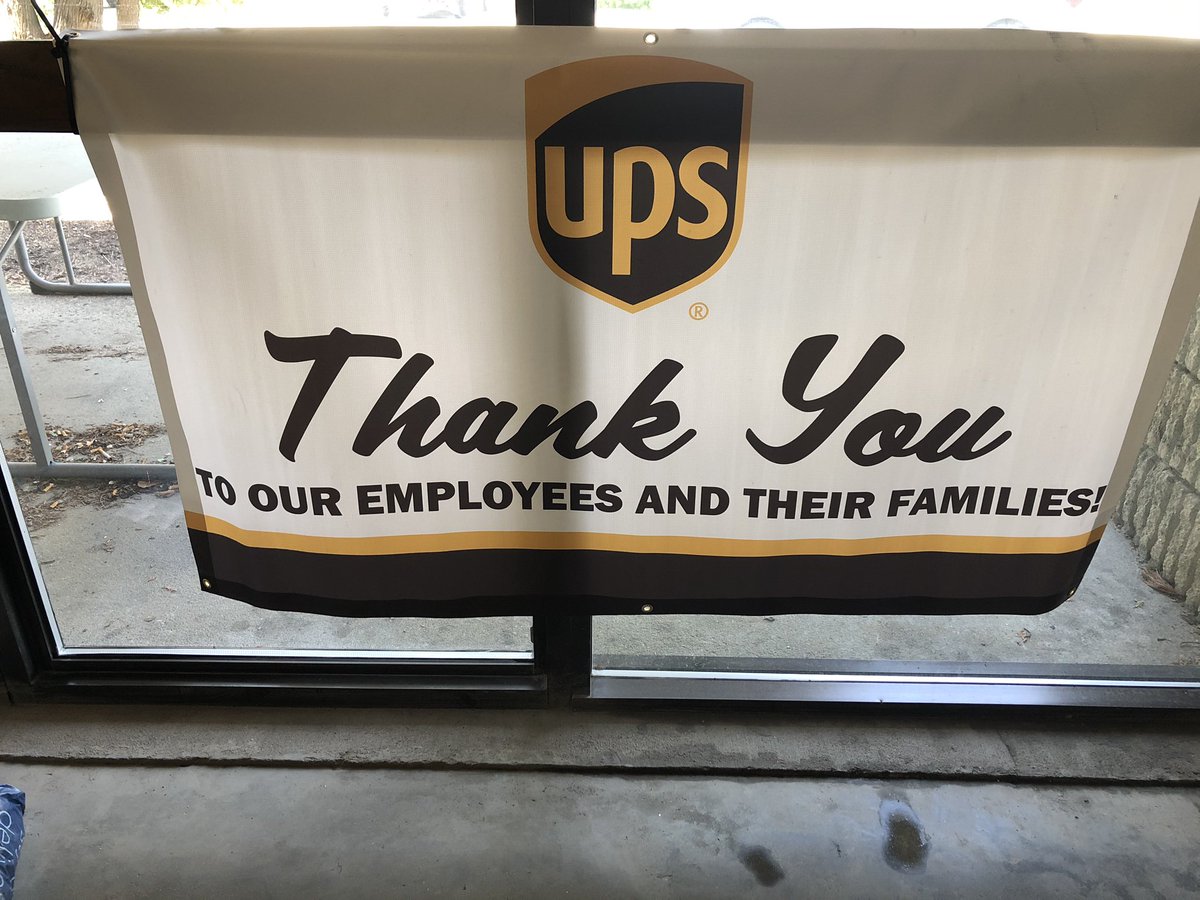 ups
®
Thank You
TO OUR EMPLOYEES AND THEIR FAMILIES!